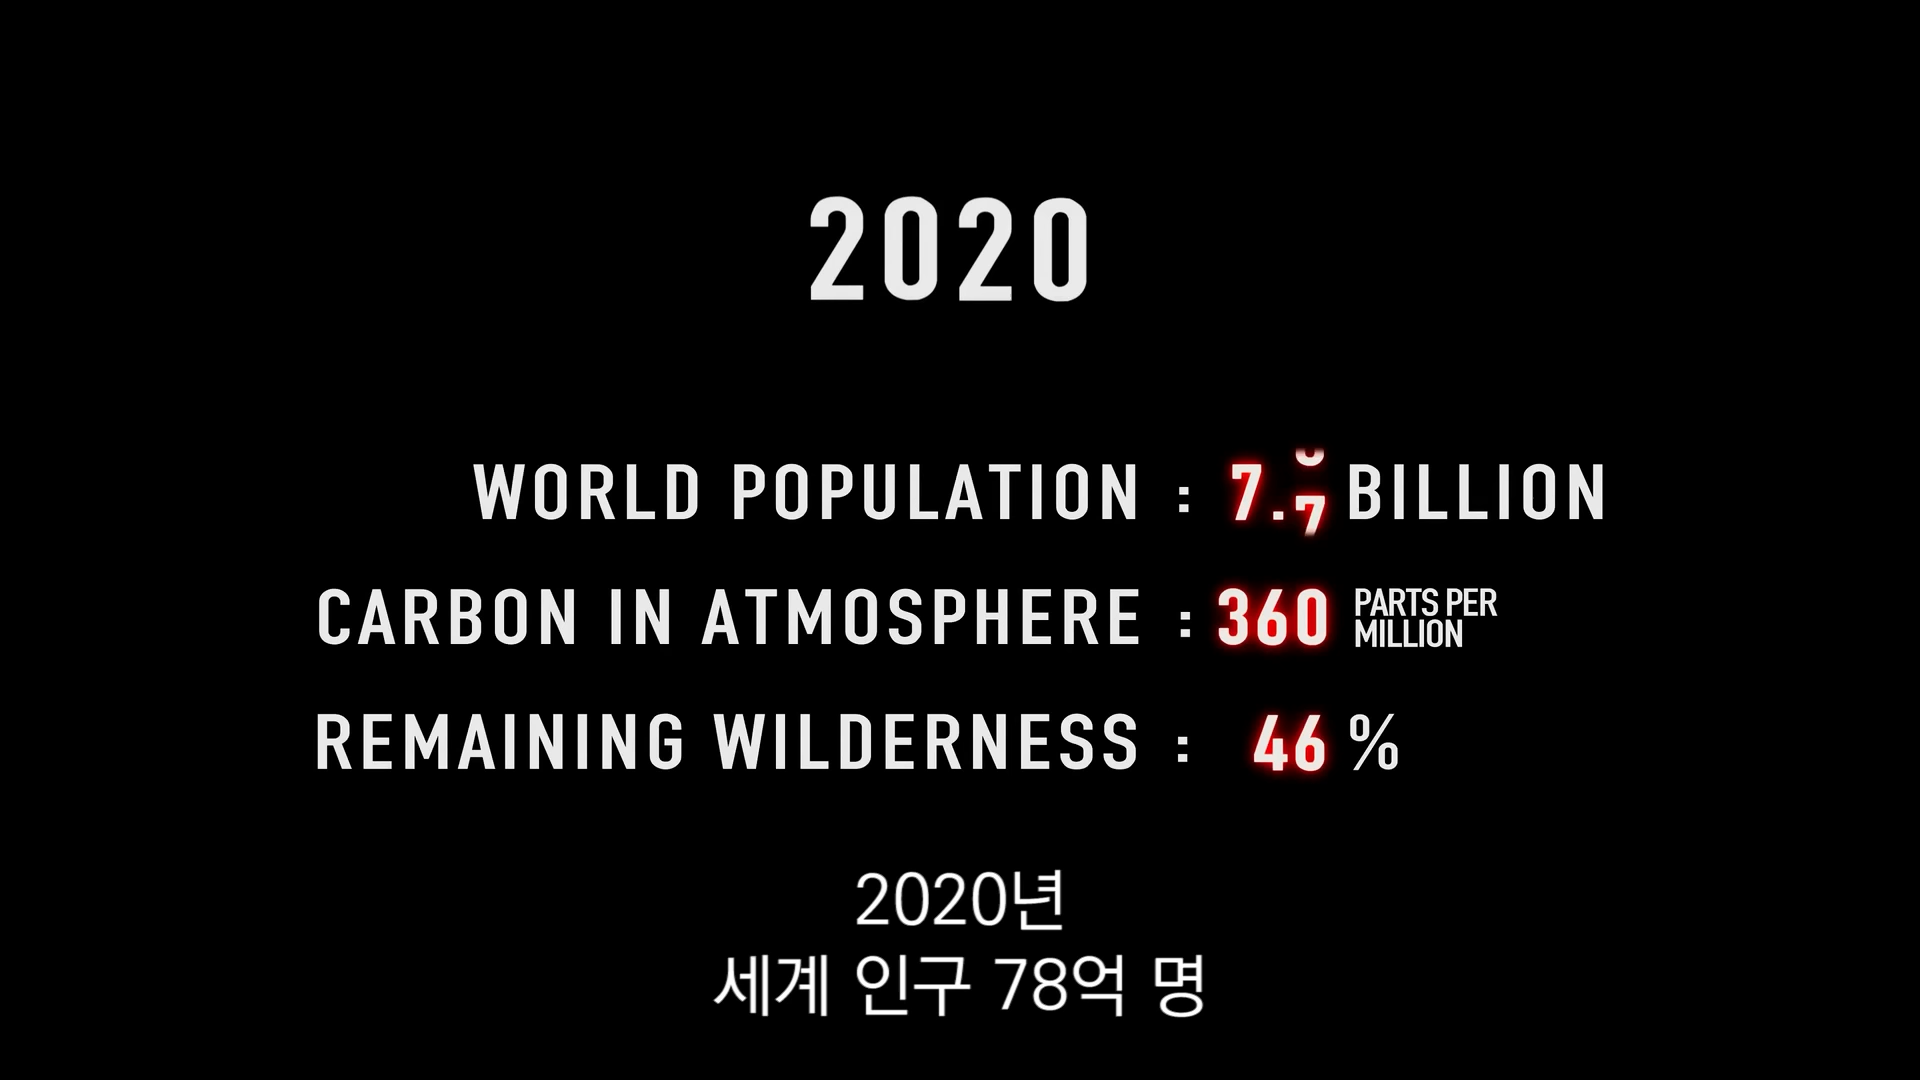 2020
WORLD POPULATION : 7.7 BILLION
CARBON IN ATMOSPHERE : 360 PARTS PER MILLION
REMAINING WILDERNESS : 46 %
2020년
세계 인구 78억 명